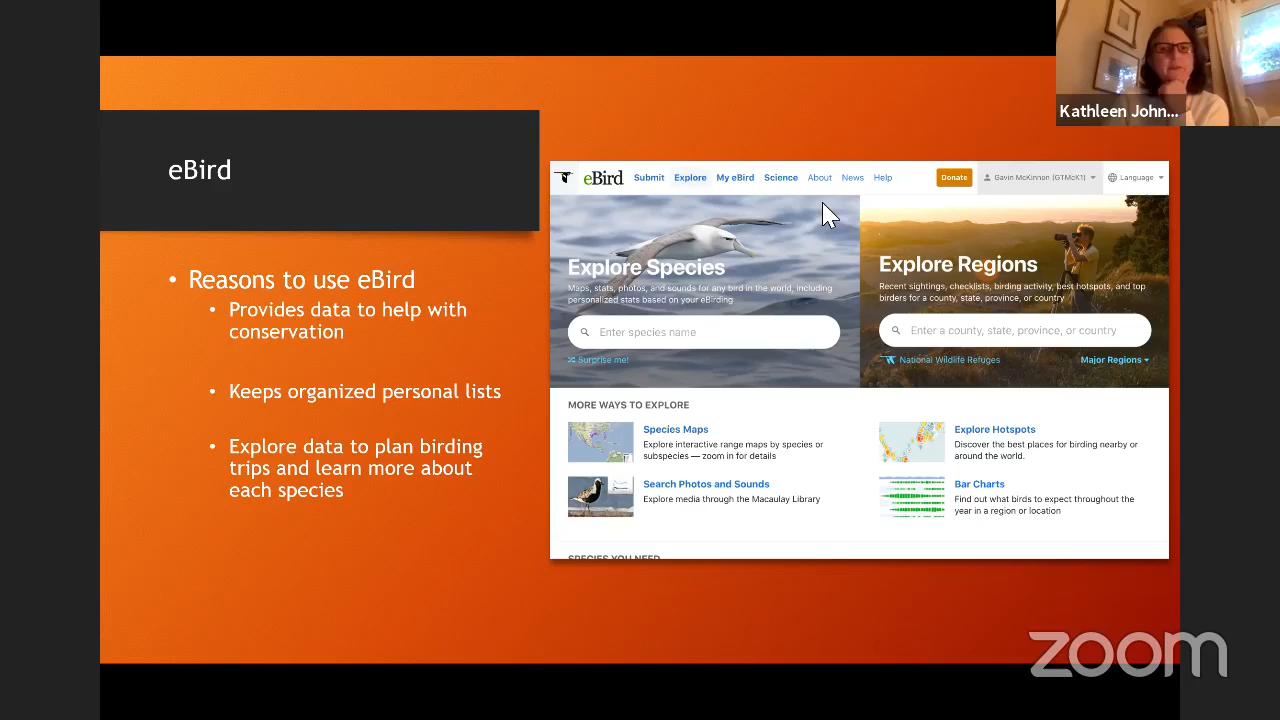 Kathleen John...
eBird
• Reasons to use eBird
• Provides data to help with
conservation
• Keeps organized personal lists
• Explore data to plan birding
trips and learn more about
each species
eBird Submit Explore My eBird Science About News Help Donate Gavin McKinnon (GTMcK1) Language
Explore Species
Maps, stats, photos, and sounds for any bird in the world, including
personalized stats based on your eBirding
Enter species name
Surprise me!
Explore Regions
Recent sightings, checklists, birding activity, best hotspots, and top
birders for a county, state, province, or country
Enter a county, state, province, or country
National Wildlife Refuges Major Regions
MORE WAYS TO EXPLORE
Species Maps
Explore interactive range maps by species or
subspecies — zoom in for details
Explore Hotspots
Discover the best places for birding nearby or
around the world.
Search Photos and Sounds
Explore media through the Macaulay Library
Bar Charts
Find out what birds to expect throughout the
year in a region or location
SPECIES YOU NEED
zoom